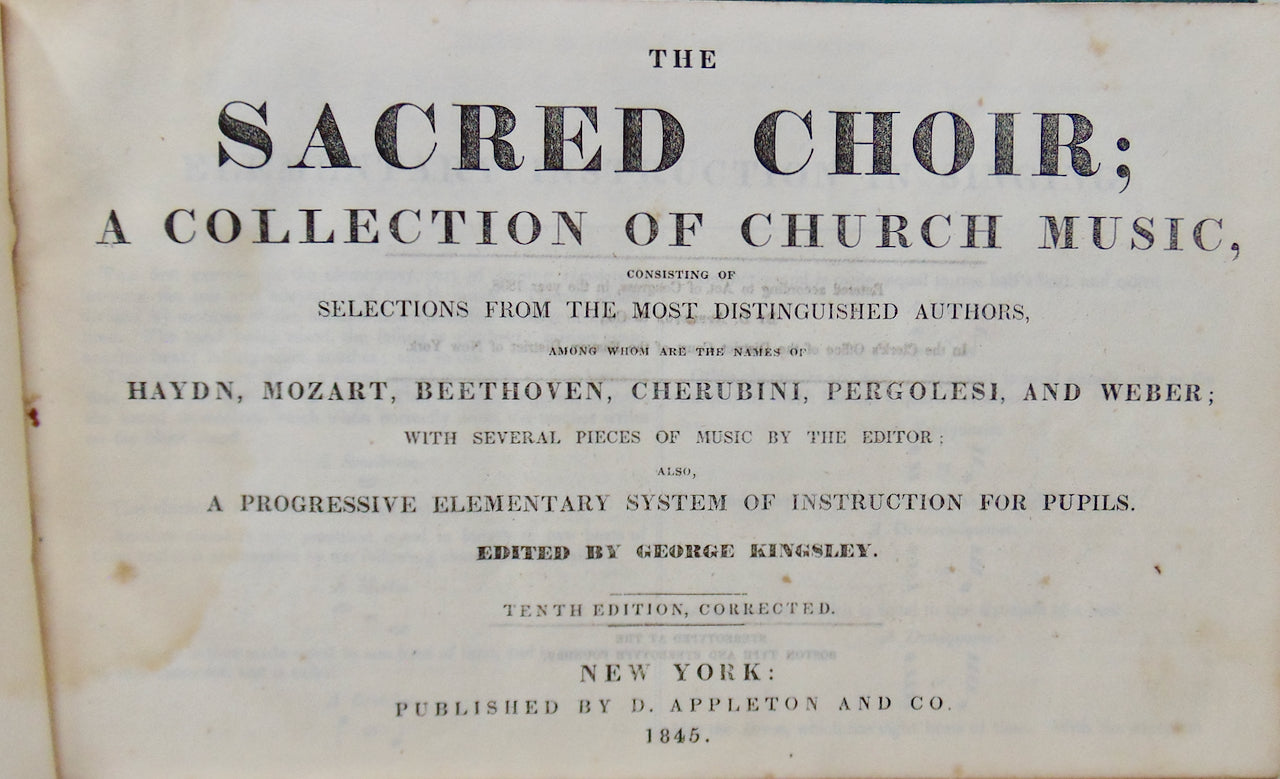 THE
SACRED CHOIR;
A COLLECTION OF CHURCH MUSIC,
CONSISTING OF
SELECTIONS FROM THE MOST DISTINGUISHED AUTHORS,
AMONG WHOM ARE THE NAMES OF
HAYDN, MOZART, BEETHOVEN, CHERUBINI, PERGOLESI, AND WEBER;
WITH SEVERAL PIECES OF MUSIC BY THE EDITOR:
ALSO,
A PROGRESSIVE ELEMENTARY SYSTEM OF INSTRUCTION FOR PUPILS.
EDITED BY GEORGE KINGSLEY.
TENTH EDITION, CORRECTED.
NEW YORK:
PUBLISHED BY D. APPLETON AND CO.
1845.